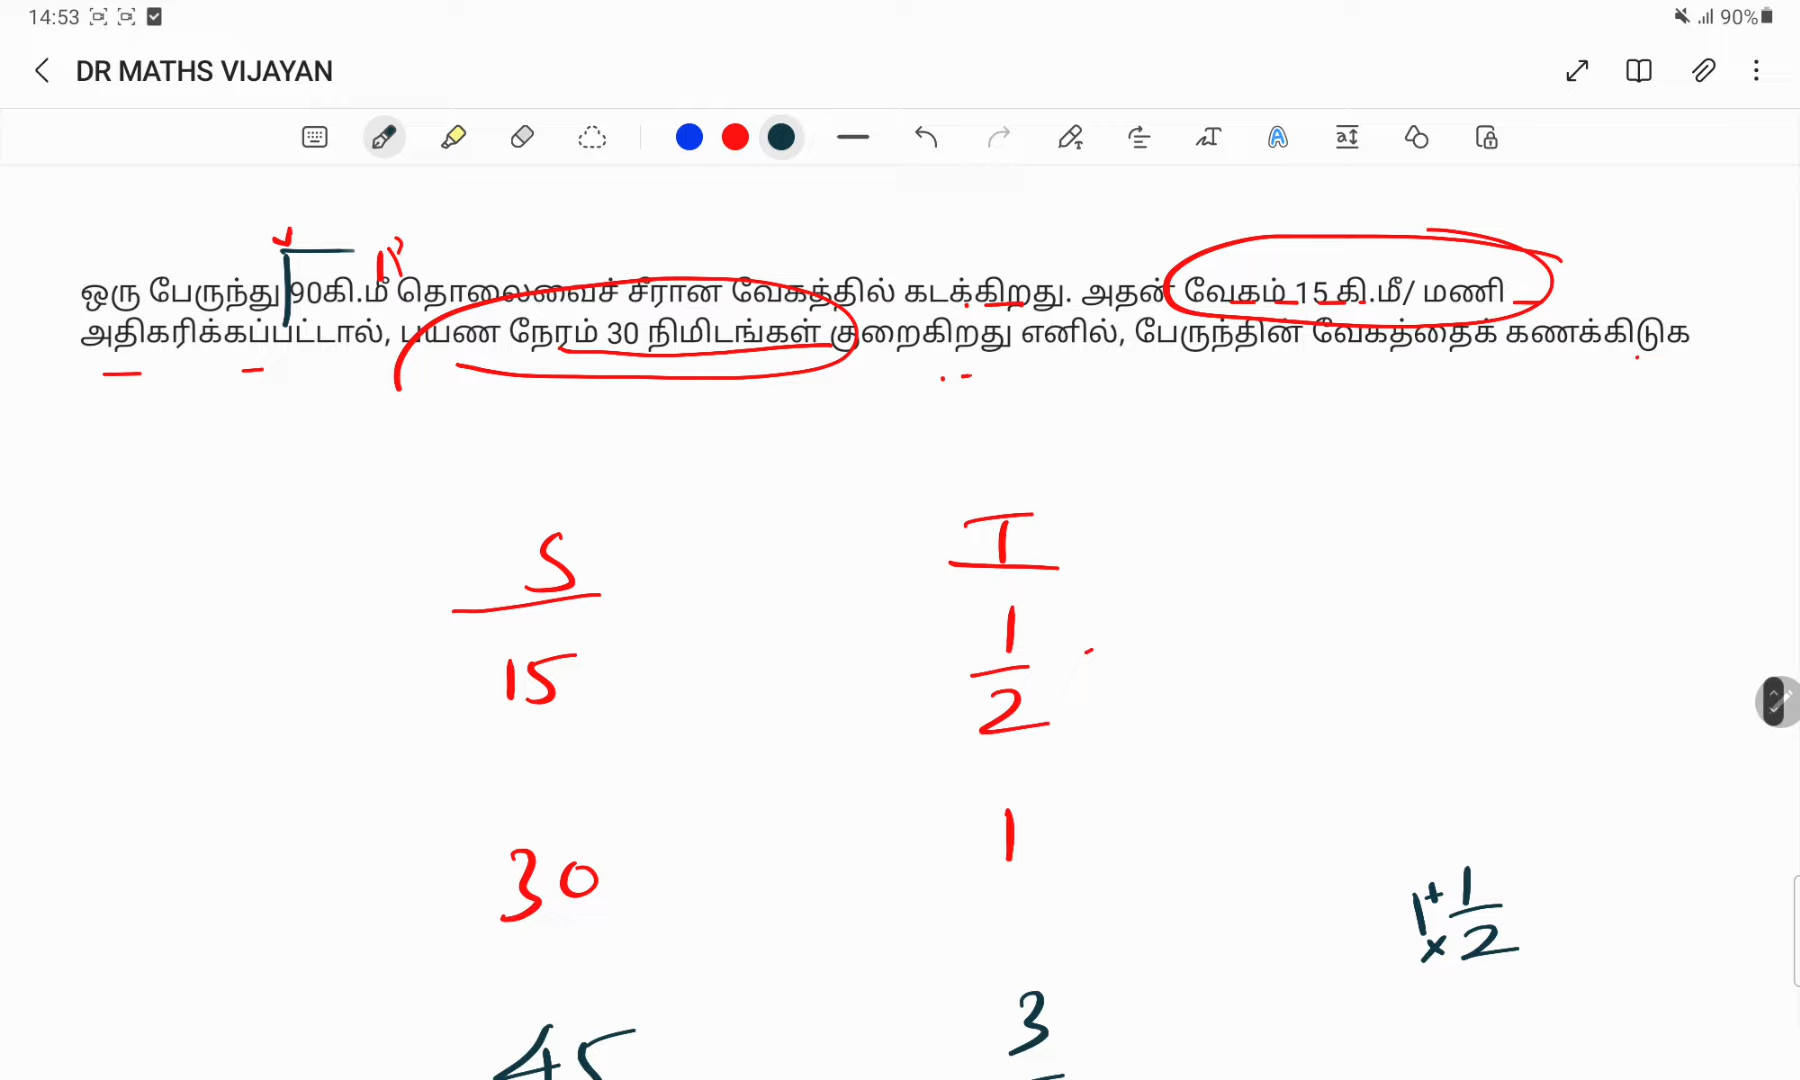 14:53
90%
DR MATHS VIJAYAN
ஒரு பேருந்து 90கி.மீ தொலைவைச் சீரான வேகத்தில் கடக்கிறது. அதன் வேகம் 15 கி.மீ/ மணி
அதிகரிக்கப்பட்டால், பயண நேரம் 30 நிமிடங்கள் குறைகிறது எனில், பேருந்தின் வேகத்தைக் கணக்கிடுக
S T
15 1/2
30 1
1 + 1/2
×
45 3